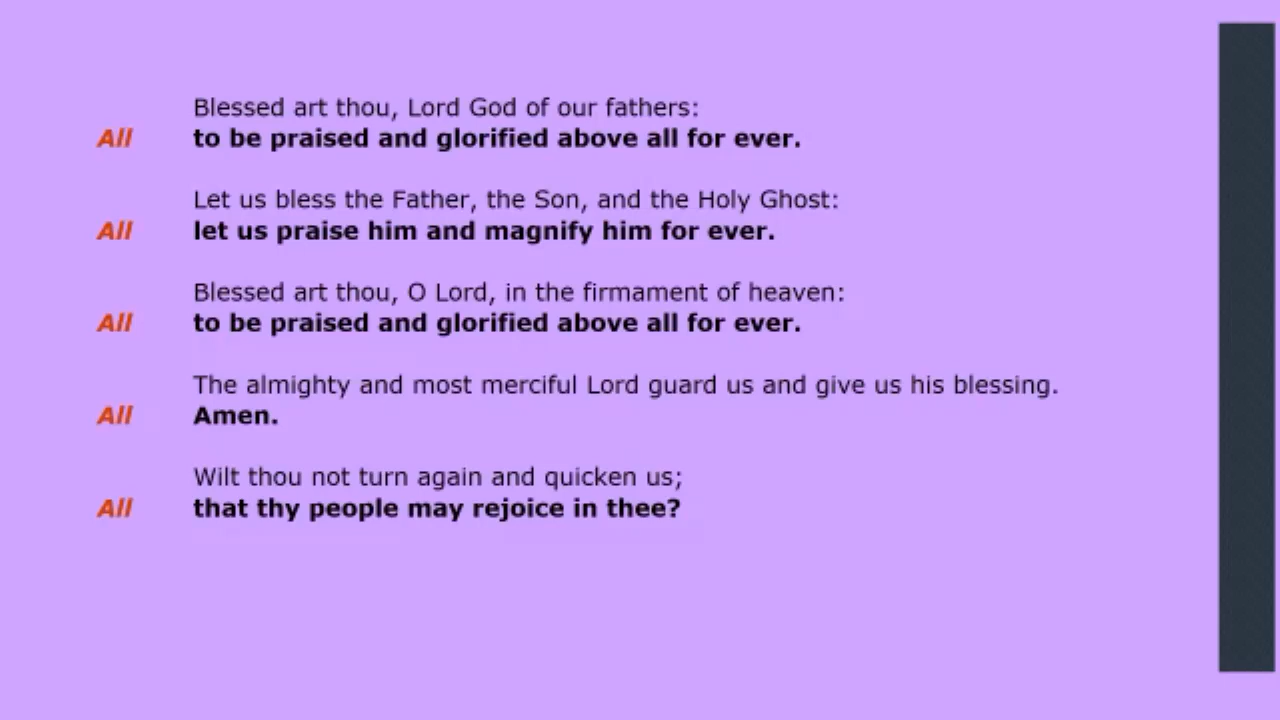 Blessed art thou, Lord God of our fathers:
All to be praised and glorified above all for ever.
Let us bless the Father, the Son, and the Holy Ghost:
All let us praise him and magnify him for ever.
Blessed art thou, O Lord, in the firmament of heaven:
All to be praised and glorified above all for ever.
The almighty and most merciful Lord guard us and give us his blessing.
All Amen.
Wilt thou not turn again and quicken us;
All that thy people may rejoice in thee?